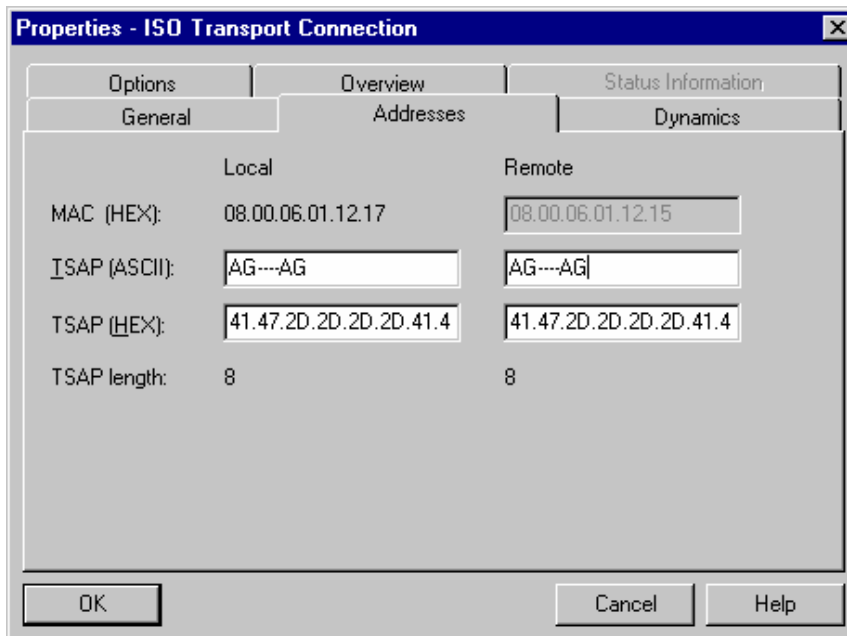 Properties - ISO Transport Connection
Options Overview Status Information
General Addresses Dynamics
Local Remote
MAC (HEX): 08.00.06.01.12.17 08.00.06.01.12.15
TSAP (ASCII): AG----AG AG----AG
TSAP (HEX): 41.47.2D.2D.2D.2D.41.4 41.47.2D.2D.2D.2D.41.4
TSAP length: 8 8
OK Cancel Help